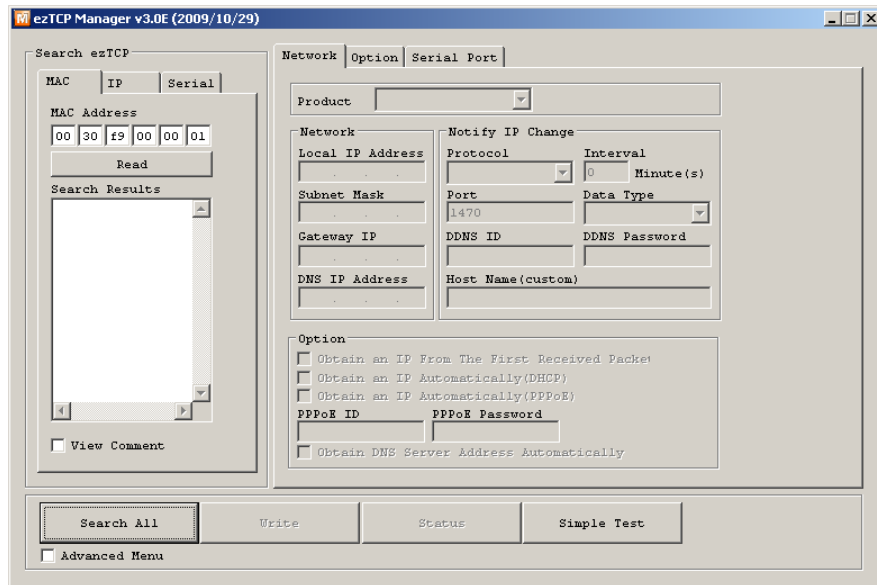 ezTCP Manager v3.0E (2009/10/29)
Search ezTCP
MAC IP Serial
MAC Address
00 30 f9 00 00 01
Read
Search Results
View Comment
Network Option Serial Port
Product
Network
Local IP Address
. . .
Subnet Mask
. . .
Gateway IP
. . .
DNS IP Address
. . .
Notify IP Change
Protocol Interval
0 Minute(s)
Port Data Type
1470
DDNS ID DDNS Password
Host Name(custom)
Option
Obtain an IP From The First Received Packet
Obtain an IP Automatically(DHCP)
Obtain an IP Automatically(PPPoE)
PPPoE ID PPPoE Password
Obtain DNS Server Address Automatically
Search All Write Status Simple Test
Advanced Menu